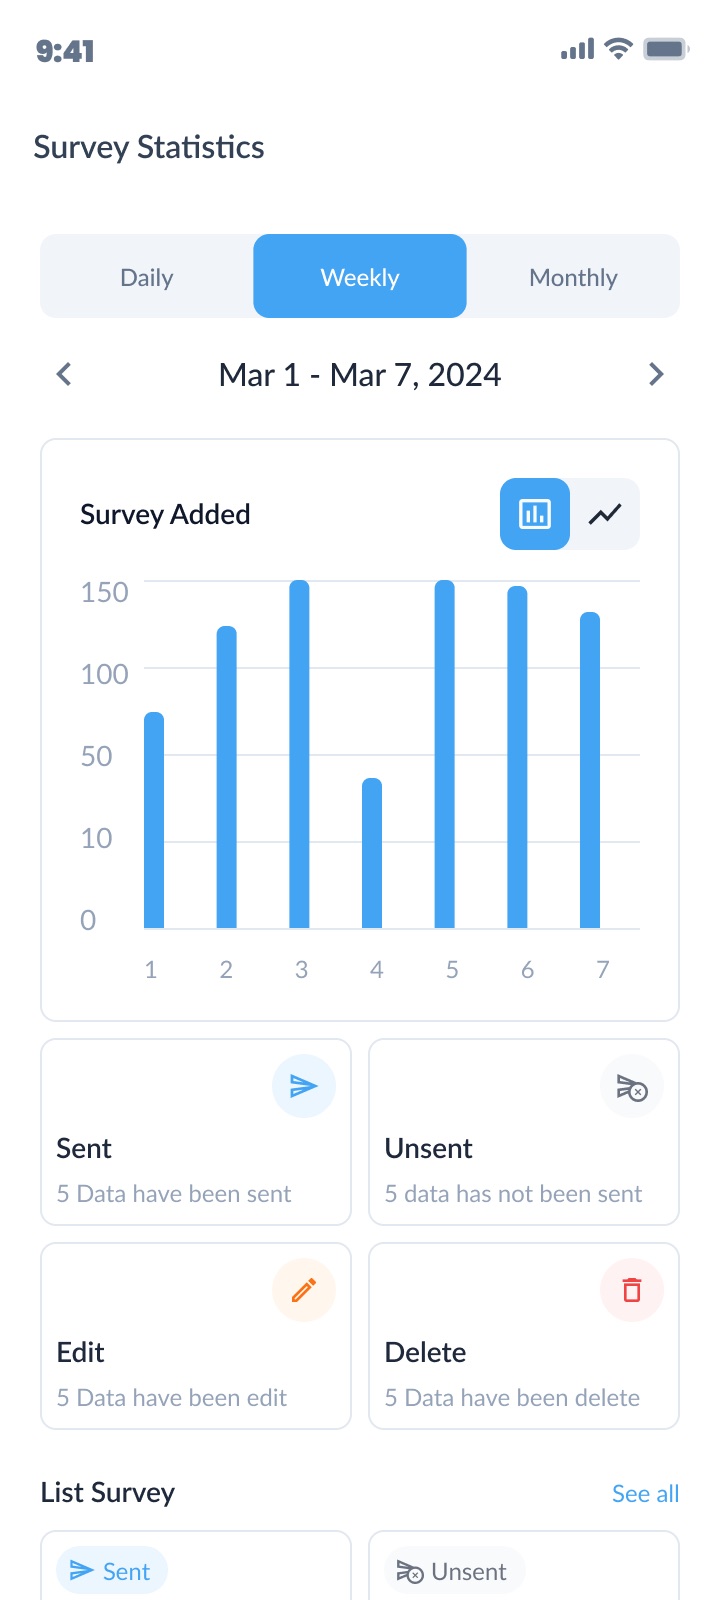 9:41
Survey Statistics
Daily Weekly Monthly
Mar 1 - Mar 7, 2024
Survey Added
150
100
50
10
0
1 2 3 4 5 6 7
Sent
5 Data have been sent
Unsent
5 data has not been sent
Edit
5 Data have been edit
Delete
5 Data have been delete
List Survey See all
Sent Unsent